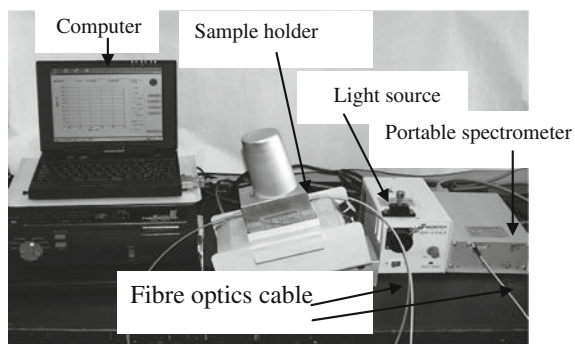 Computer
Sample holder
Light source
Portable spectrometer
Fibre optics cable